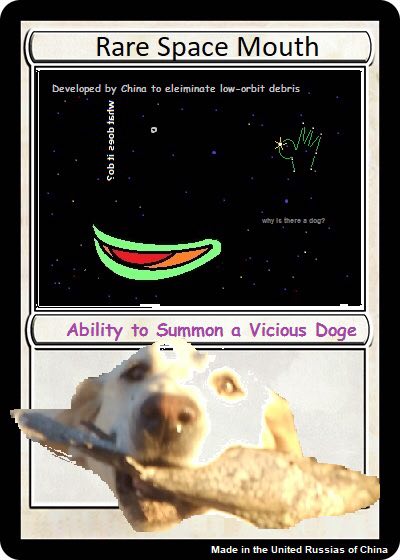 Rare Space Mouth
Developed by China to eleiminate low-orbit debris
what does it do?
why is there a dog?
Ability to Summon a Vicious Doge
Made in the United Russias of China